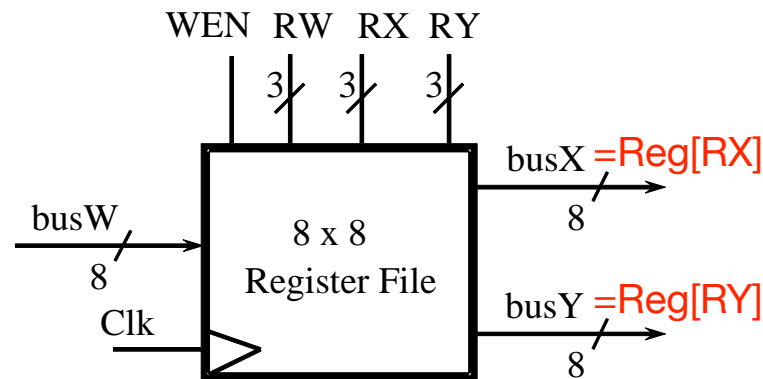 WEN RW RX RY
3 3 3
busX =Reg[RX]
busW
8
8 x 8
8
Register File
busY =Reg[RY]
Clk
8